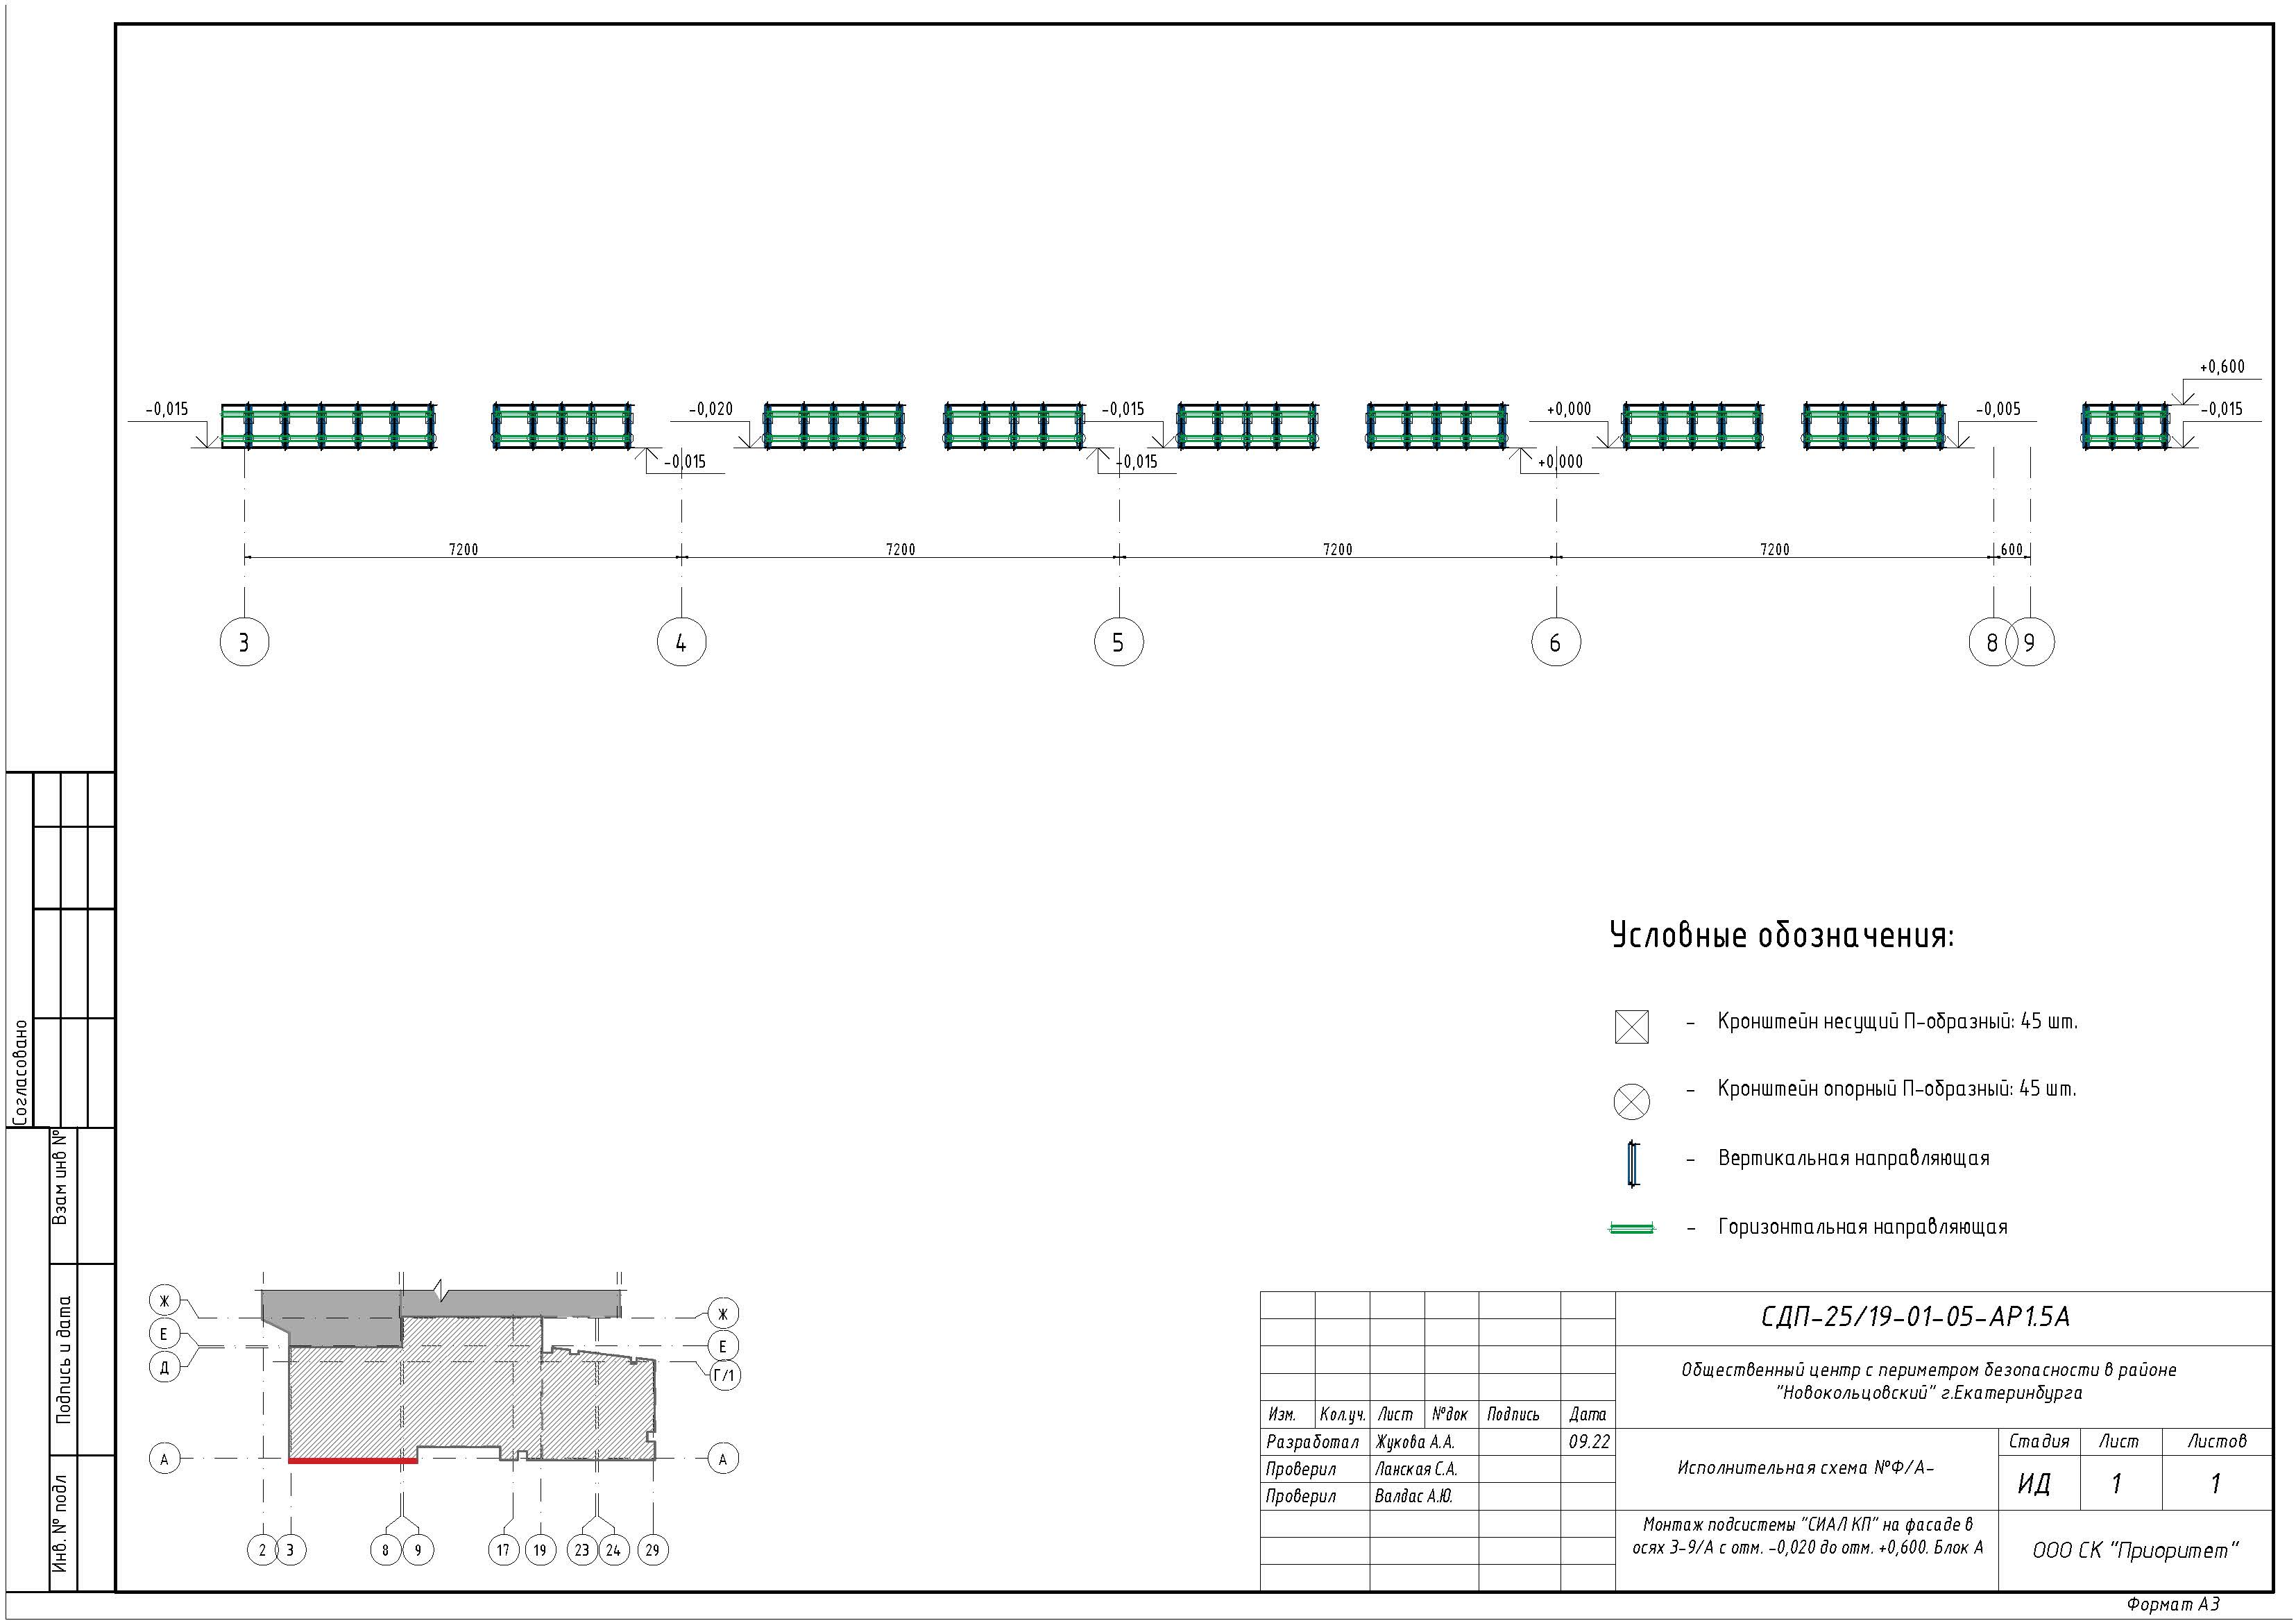 +0,600
-0,015
-0,020
-0,015
+0,000
-0,005
-0,015
-0,015
-0,015
+0,000
7200
7200
7200
7200
600
3
4
5
6
8
9
Условные обозначения:
- Кронштейн несущий П-образный: 45 шт.
- Кронштейн опорный П-образный: 45 шт.
- Вертикальная направляющая
- Горизонтальная направляющая
Согласовано
Взам инв №
Подпись и дата
Инв. № подл
Ж
Е
Д
А
Ж
Е
Г/1
А
2
3
8
9
17
19
23
24
29
СДП-25/19-01-05-АР1.5А
Общественный центр с периметром безопасности в районе
"Новокольцовский" г.Екатеринбурга
Изм. Кол.уч. Лист №док Подпись Дата
Разработал Жукова А.А. 09.22
Проверил Ланская С.А.
Проверил Валдас А.Ю.
Исполнительная схема №Ф/А-
Стадия Лист Листов
ИД 1 1
Монтаж подсистемы "СИАЛ КП" на фасаде в
осях 3-9/А с отм. -0,020 до отм. +0,600. Блок А
ООО СК "Приоритет"
Формат А3